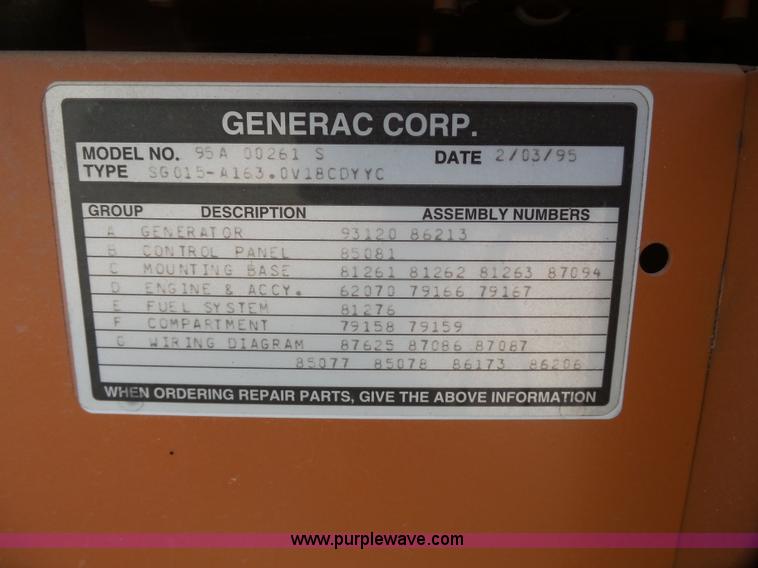 GENERAC CORP.
MODEL NO. 95A 00261 S DATE 2/03/95
TYPE SG015-A163.0V18CDYYC
GROUP DESCRIPTION ASSEMBLY NUMBERS
A GENERATOR 93120 86213
B CONTROL PANEL 85081
C MOUNTING BASE 81261 81262 81263 87094
D ENGINE & ACCY. 62070 79166 79167
E FUEL SYSTEM 81276
F COMPARTMENT 79158 79159
G WIRING DIAGRAM 87625 87086 87087
85077 85078 86173 86206
WHEN ORDERING REPAIR PARTS, GIVE THE ABOVE INFORMATION
www.purplewave.com